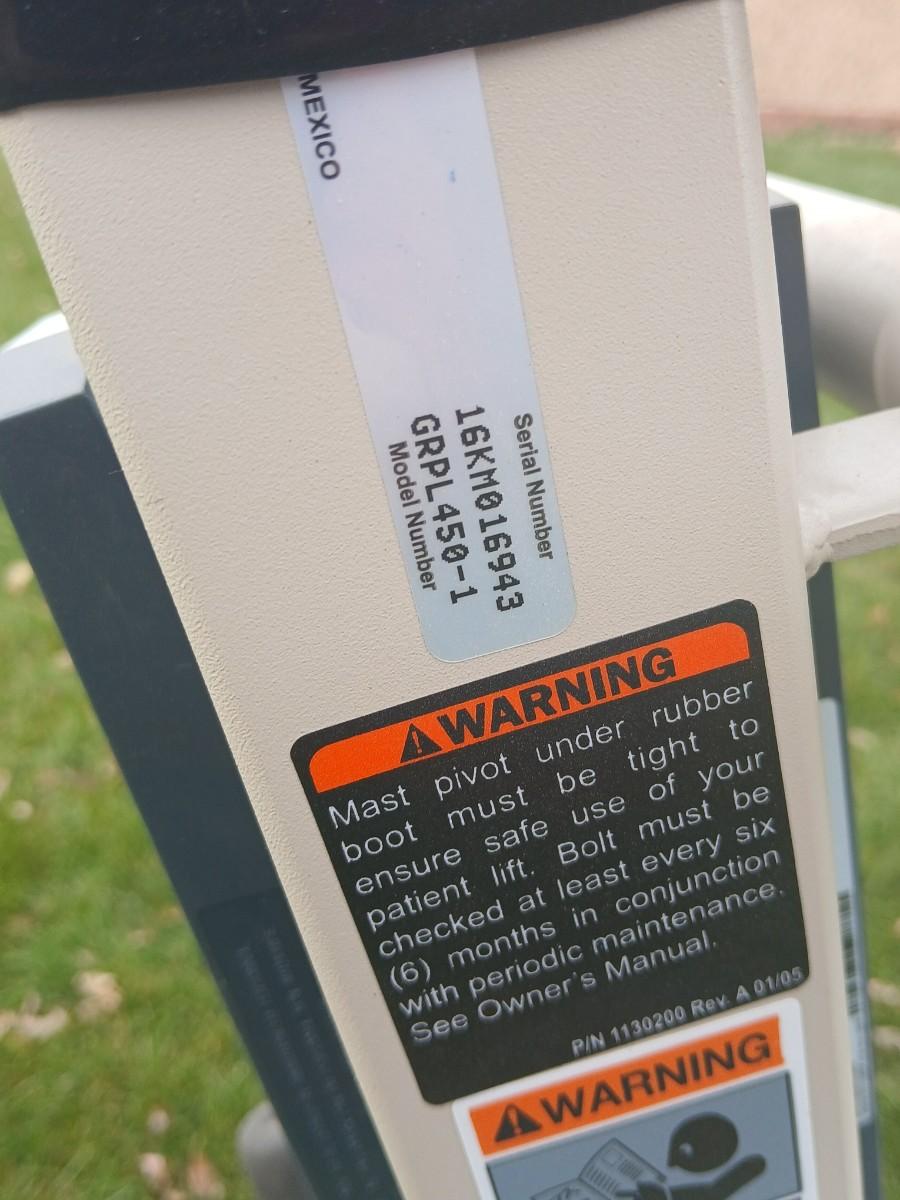 MEXICO
Serial Number
16KM016943
GRPL450-1
Model Number
WARNING
Mast pivot under rubber
boot must be tight to
ensure safe use of your
patient lift. Bolt must be
checked at least every six
(6) months in conjunction
with periodic maintenance.
See Owner's Manual.
P/N 1130200 Rev. A 01/05
WARNING